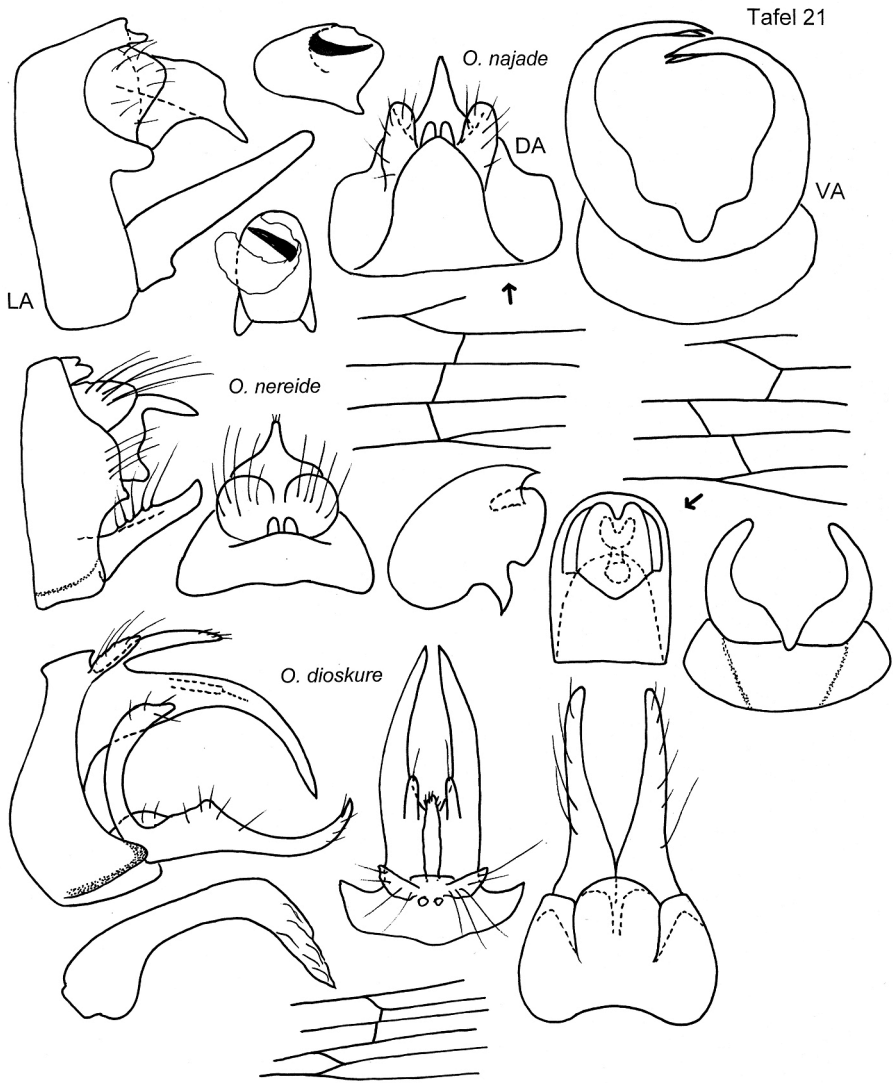 Tafel 21
O. najade
DA
VA
LA
O. nereide
O. dioskure